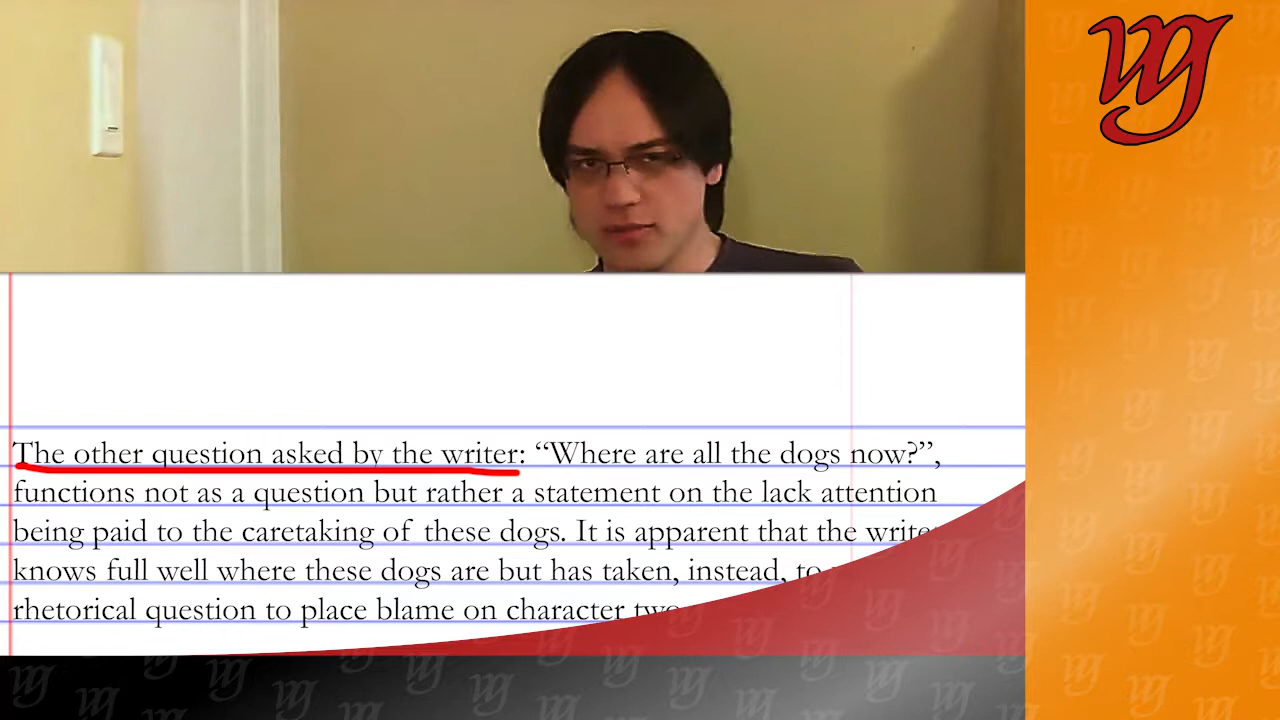 The other question asked by the writer: “Where are all the dogs now?”,
functions not as a question but rather a statement on the lack attention
being paid to the caretaking of these dogs. It is apparent that the
knows full well where these dogs are but has taken, instead,
rhetorical question to place blame on character